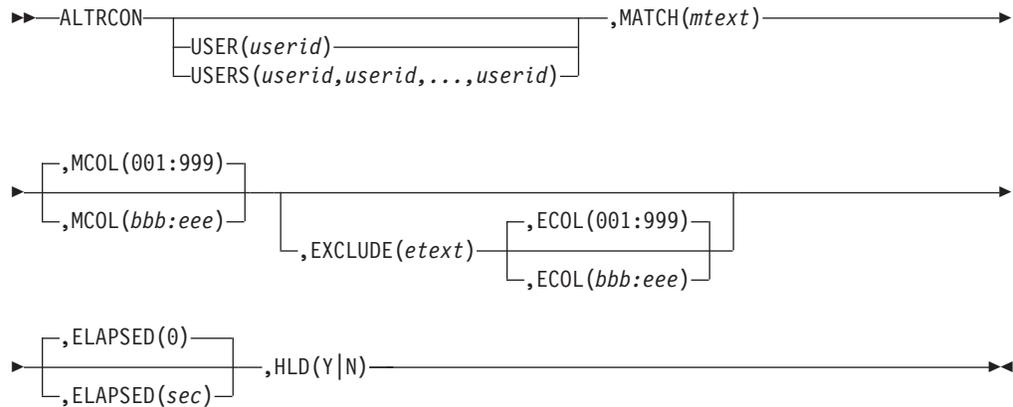 ALTRCON ,MATCH(mtext)
USER(userid)
USERS(userid,userid,...,userid)
,MCOL(001:999)
,MCOL(bbb:eee)
,ECOL(001:999)
,EXCLUDE(etext)
,ECOL(bbb:eee)
,ELAPSED(0)
,HLD(Y|N)
,ELAPSED(sec)